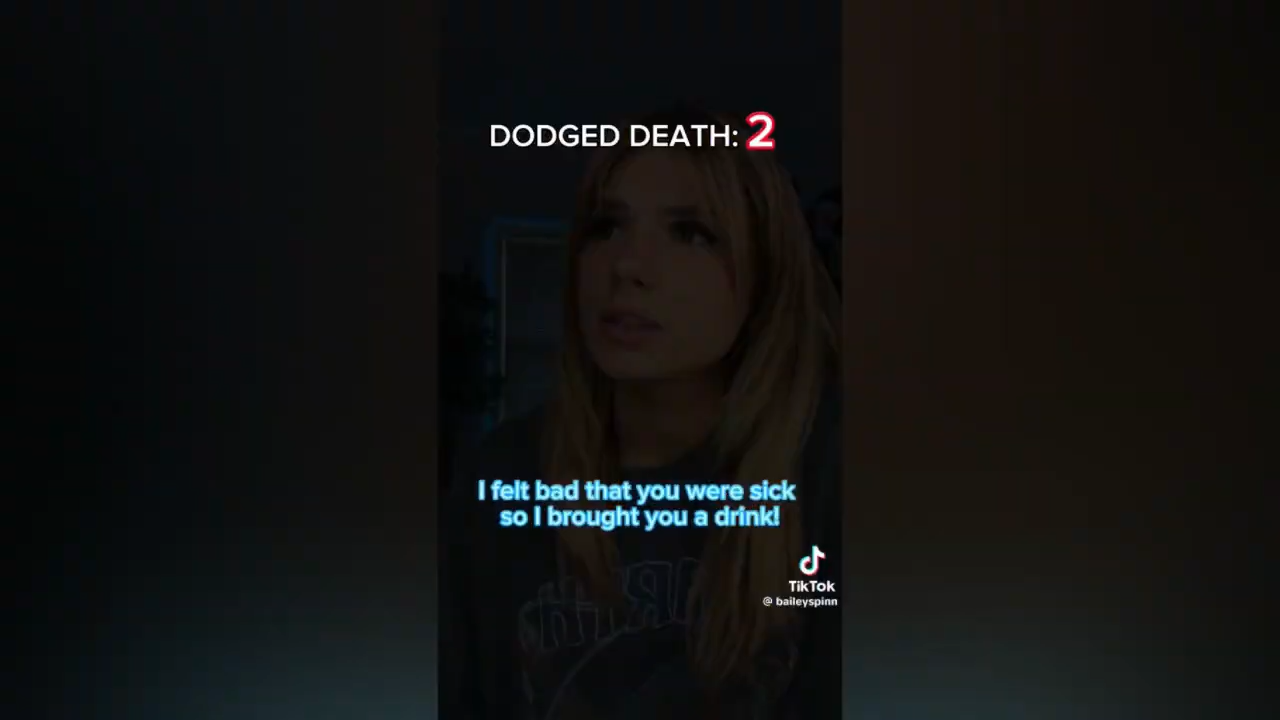 DODGED DEATH: 2
I felt bad that you were sick
so I brought you a drink!
TikTok
@ baileyspinn